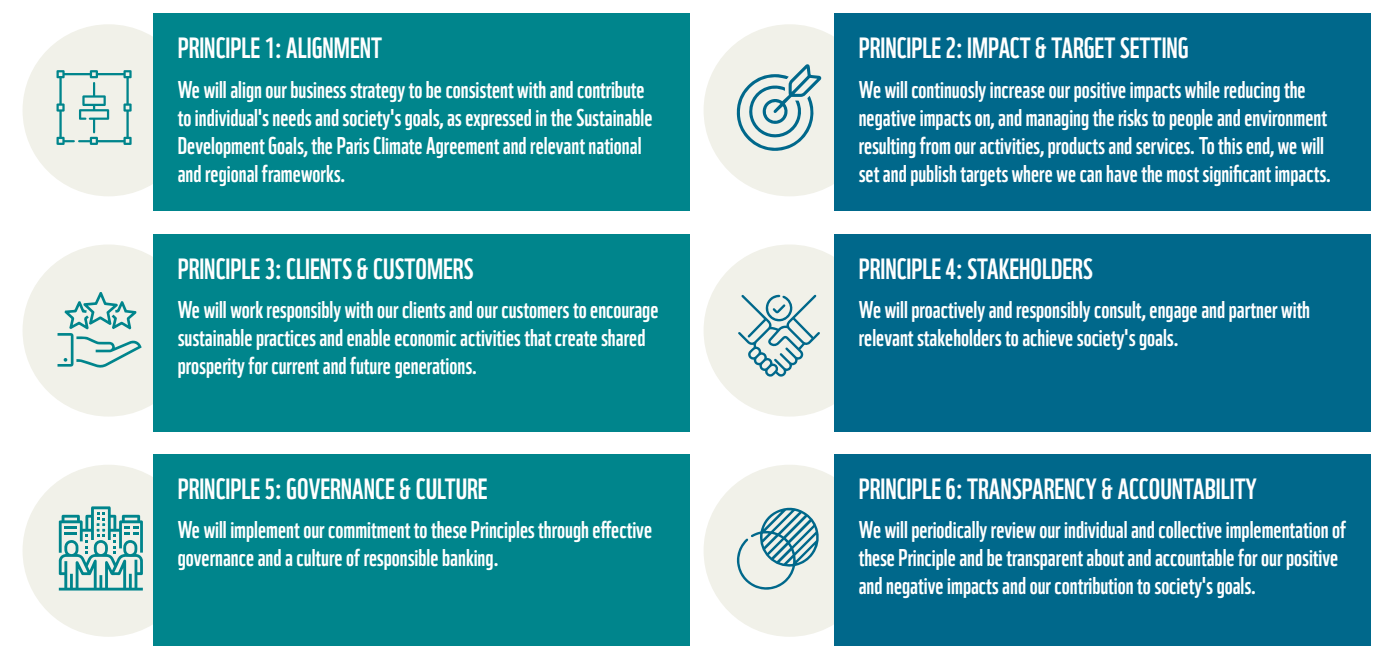 PRINCIPLE 1: ALIGNMENT
We will align our business strategy to be consistent with and contribute
to individual's needs and society's goals, as expressed in the Sustainable
Development Goals, the Paris Climate Agreement and relevant national
and regional frameworks.
PRINCIPLE 2: IMPACT & TARGET SETTING
We will continuosly increase our positive impacts while reducing the
negative impacts on, and managing the risks to people and environment
resulting from our activities, products and services. To this end, we will
set and publish targets where we can have the most significant impacts.
PRINCIPLE 3: CLIENTS & CUSTOMERS
We will work responsibly with our clients and our customers to encourage
sustainable practices and enable economic activities that create shared
prosperity for current and future generations.
PRINCIPLE 4: STAKEHOLDERS
We will proactively and responsibly consult, engage and partner with
relevant stakeholders to achieve society's goals.
PRINCIPLE 5: GOVERNANCE & CULTURE
We will implement our commitment to these Principles through effective
governance and a culture of responsible banking.
PRINCIPLE 6: TRANSPARENCY & ACCOUNTABILITY
We will periodically review our individual and collective implementation of
these Principle and be transparent about and accountable for our positive
and negative impacts and our contribution to society's goals.